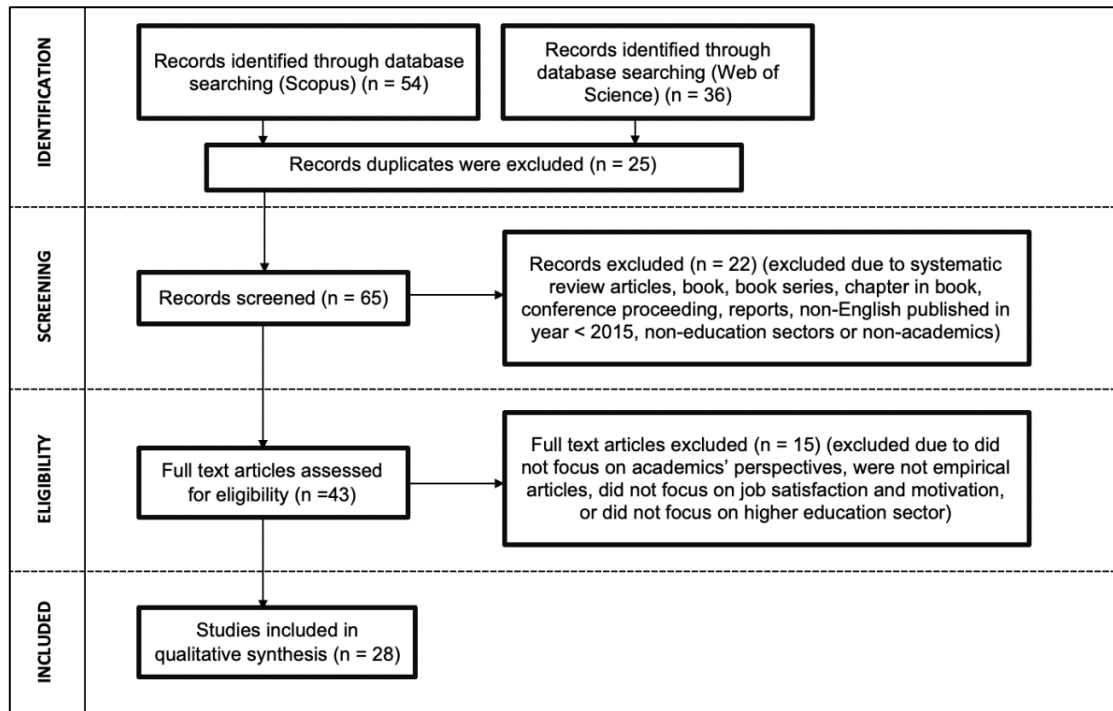 IDENTIFICATION
Records identified through database
searching (Scopus) (n = 54)
Records identified through
database searching (Web of
Science) (n = 36)
Records duplicates were excluded (n = 25)
SCREENING
Records screened (n = 65)
Records excluded (n = 22) (excluded due to systematic
review articles, book, book series, chapter in book,
conference proceeding, reports, non-English published in
year < 2015, non-education sectors or non-academics)
ELIGIBILITY
Full text articles assessed
for eligibility (n =43)
Full text articles excluded (n = 15) (excluded due to did
not focus on academics’ perspectives, were not empirical
articles, did not focus on job satisfaction and motivation,
or did not focus on higher education sector)
INCLUDED
Studies included in
qualitative synthesis (n = 28)